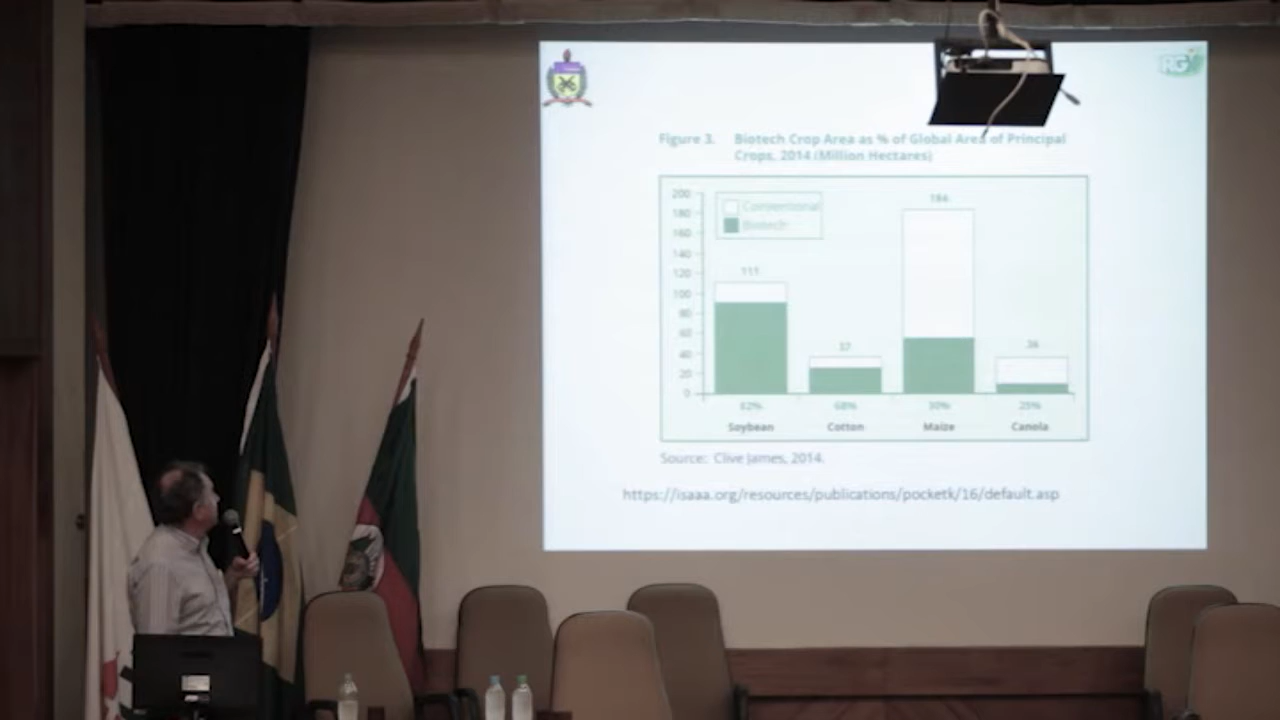 RG
Figure 3. Biotech Crop Area as % of Global Area of Principal
Crops, 2014 (Million Hectares)
200
180
160
140
120
100
80
60
40
20
0
Conventional
Biotech
111
37
184
36
82% 68% 30% 25%
Soybean Cotton Maize Canola
Source: Clive James, 2014.
https://isaaa.org/resources/publications/pocketk/16/default.asp